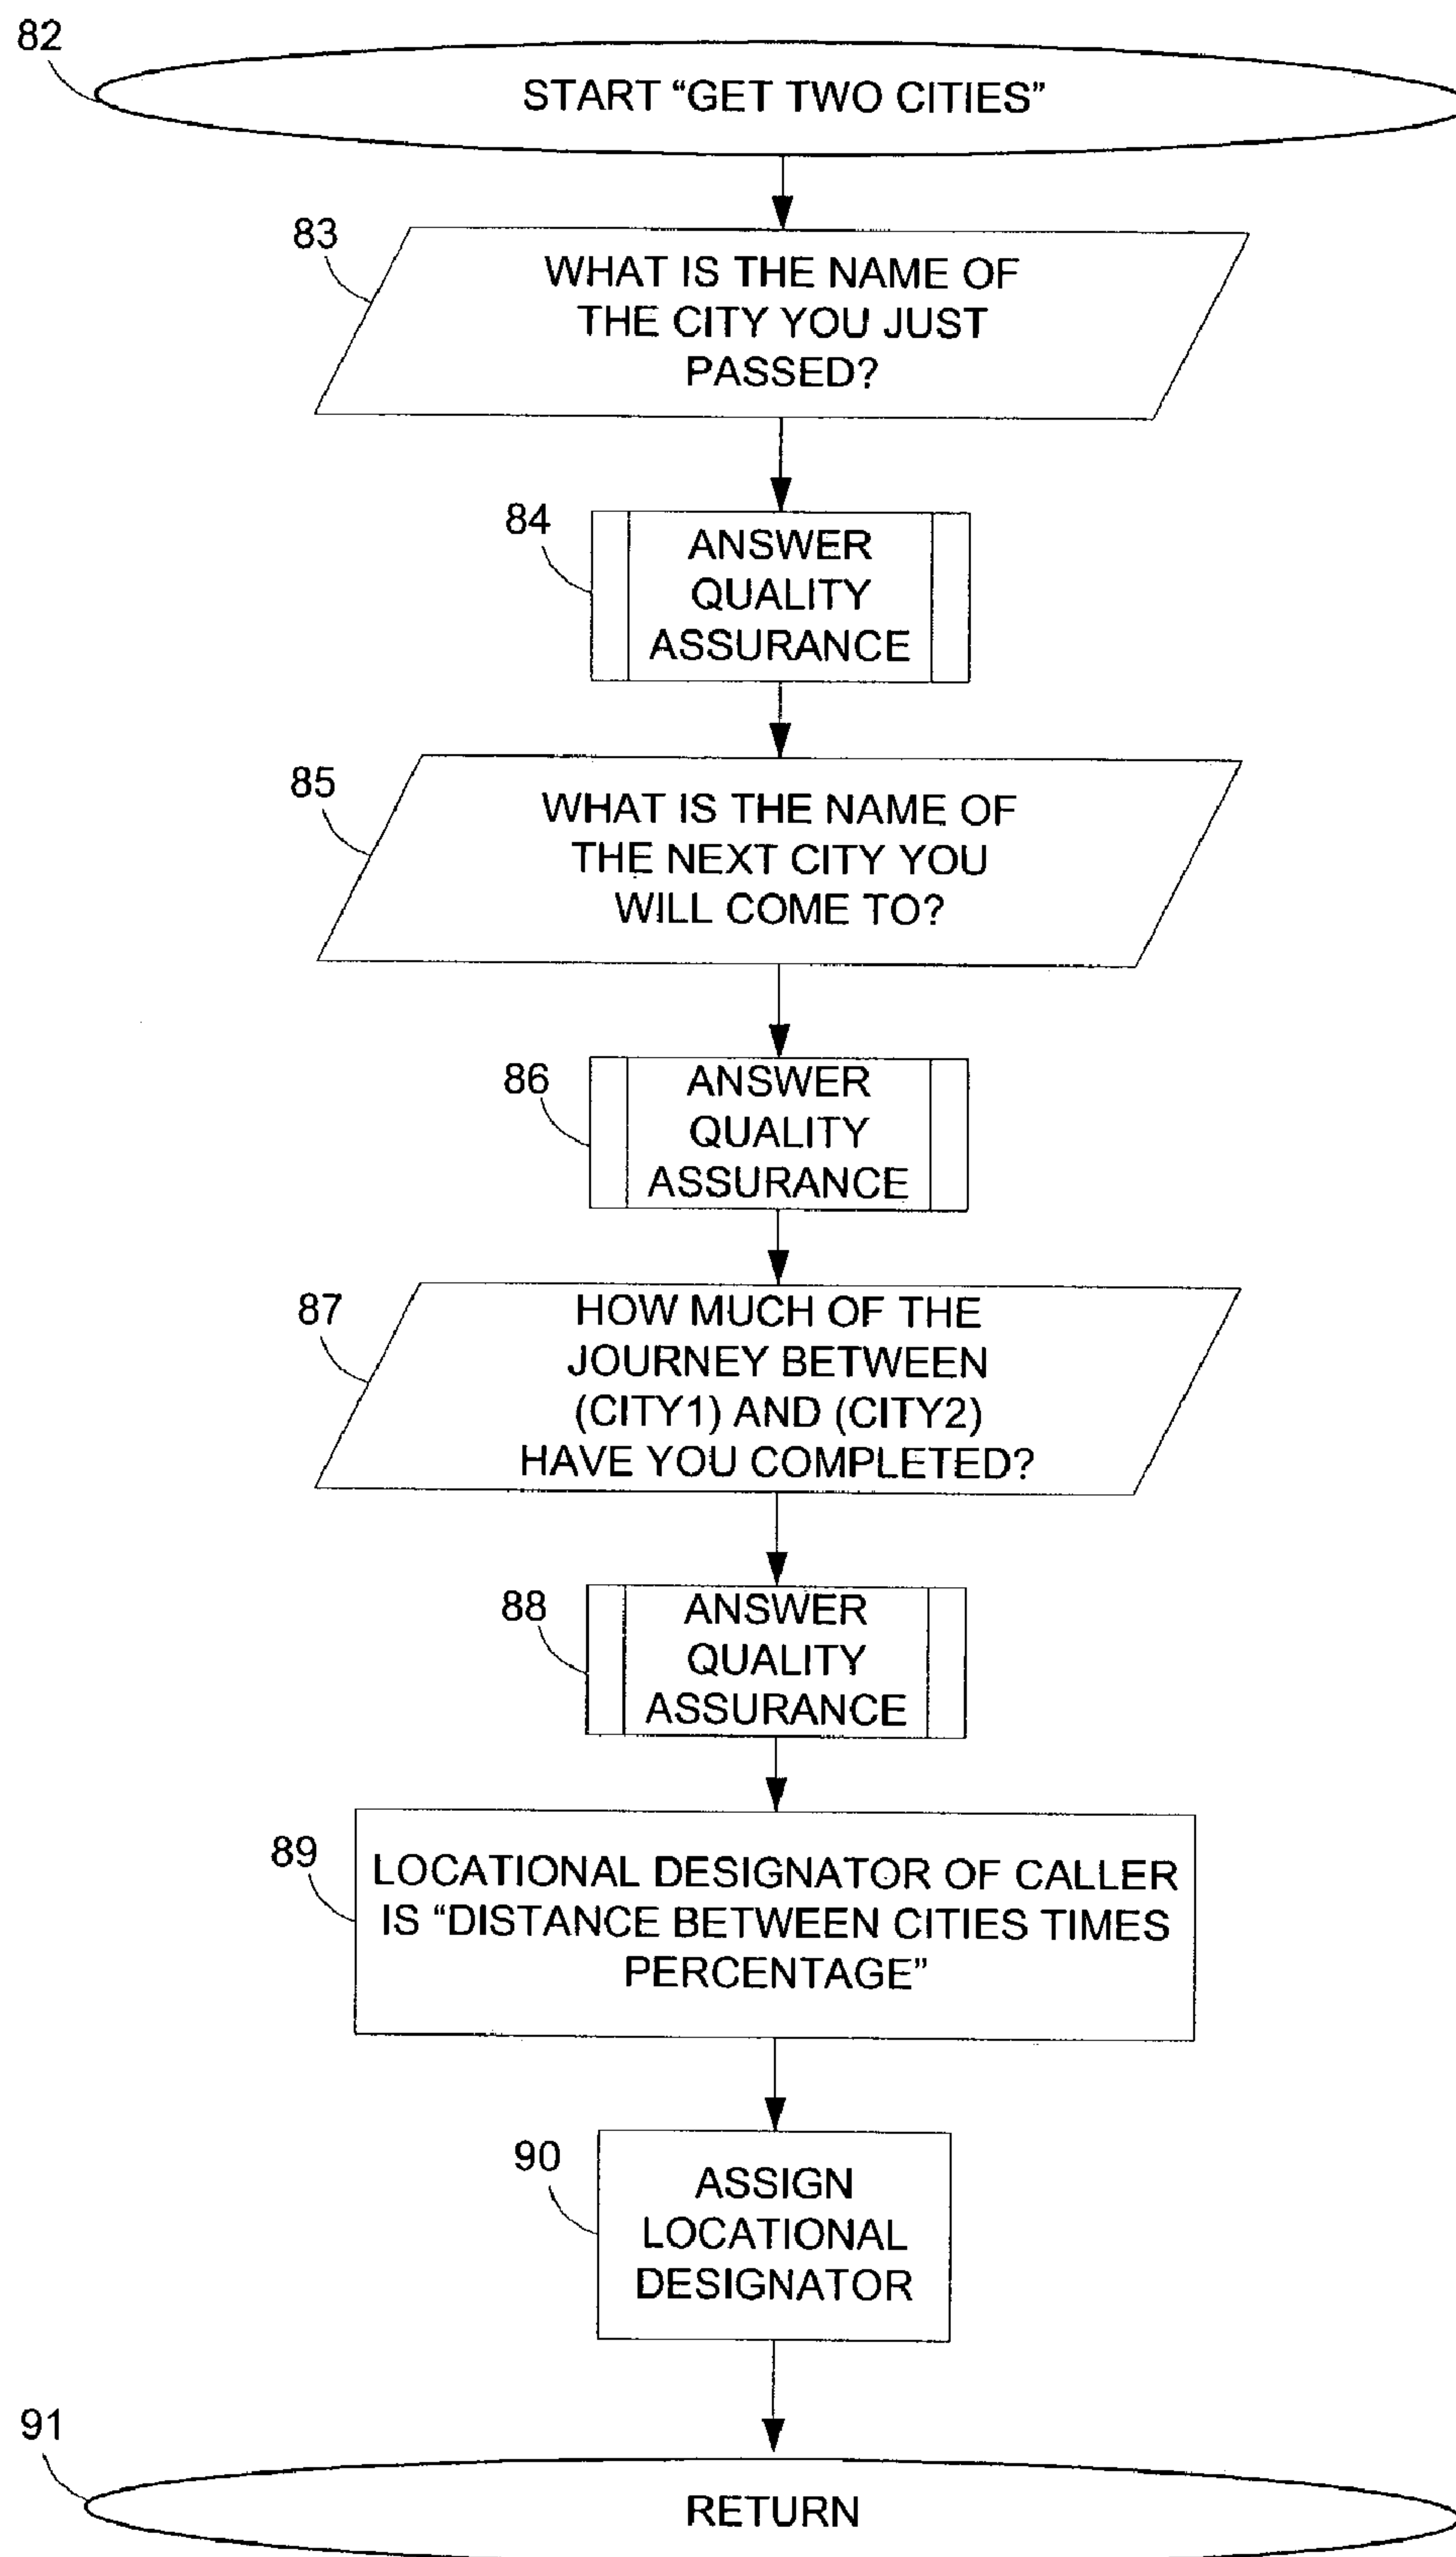 82
START “GET TWO CITIES”
83
WHAT IS THE NAME OF
THE CITY YOU JUST
PASSED?
84
ANSWER
QUALITY
ASSURANCE
85
WHAT IS THE NAME OF
THE NEXT CITY YOU
WILL COME TO?
86
ANSWER
QUALITY
ASSURANCE
87
HOW MUCH OF THE
JOURNEY BETWEEN
(CITY1) AND (CITY2)
HAVE YOU COMPLETED?
88
ANSWER
QUALITY
ASSURANCE
89
LOCATIONAL DESIGNATOR OF CALLER
IS “DISTANCE BETWEEN CITIES TIMES
PERCENTAGE”
90
ASSIGN
LOCATIONAL
DESIGNATOR
91
RETURN